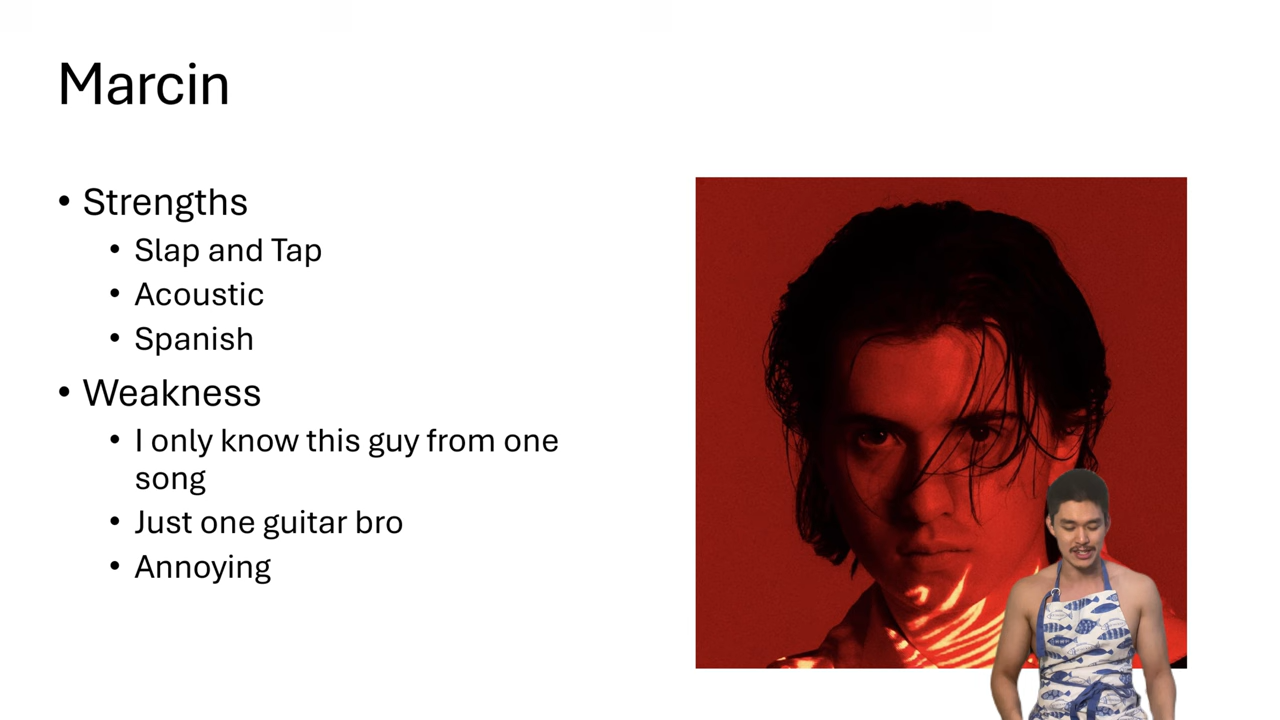 Marcin
• Strengths
• Slap and Tap
• Acoustic
• Spanish
• Weakness
• I only know this guy from one
song
• Just one guitar bro
• Annoying